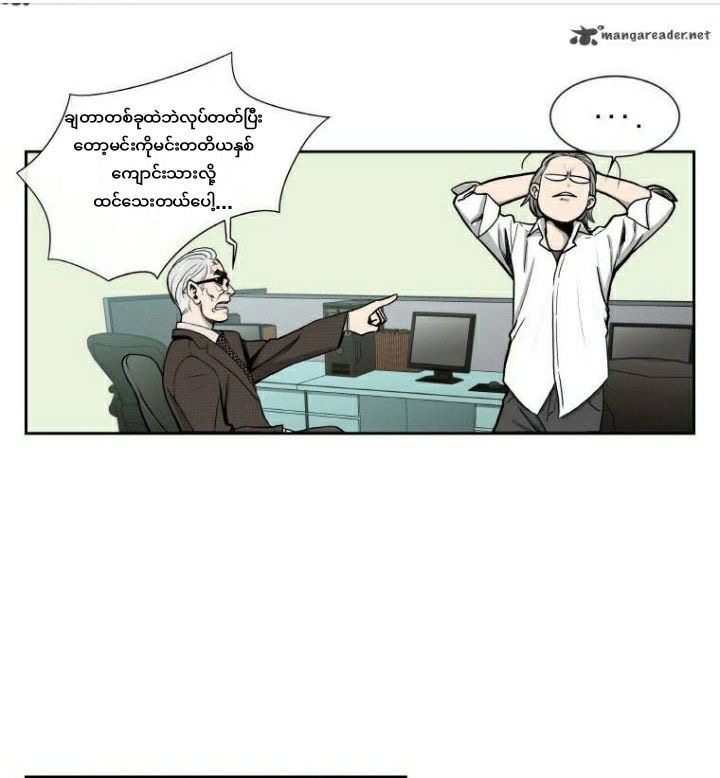 mangareader.net
ချတာတစ်ခုထဲဘဲလုပ်တတ်ပြီး
တော့မင်းကိုမင်းတတိယနှစ်
ကျောင်းသားလို့
ထင်သေးတယ်ပေါ့...
....